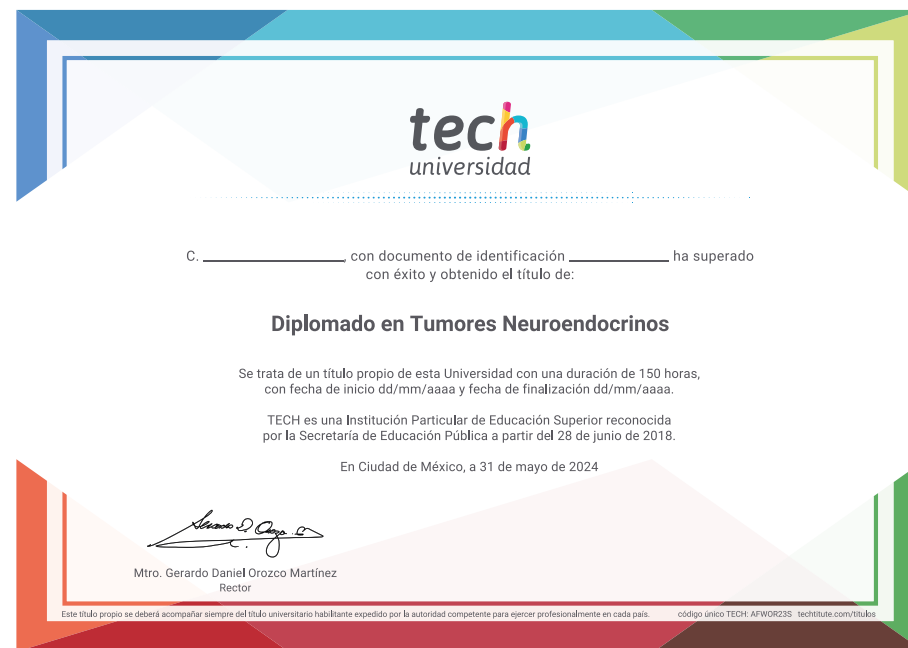 tech
universidad
C. ____________, con documento de identificación ____________ ha superado
con éxito y obtenido el título de:
Diplomado en Tumores Neuroendocrinos
Se trata de un título propio de esta Universidad con una duración de 150 horas,
con fecha de inicio dd/mm/aaaa y fecha de finalización dd/mm/aaaa.
TECH es una Institución Particular de Educación Superior reconocida
por la Secretaría de Educación Pública a partir del 28 de junio de 2018.
En Ciudad de México, a 31 de mayo de 2024
Mtro. Gerardo Daniel Orozco Martínez
Rector
Este título propio se deberá acompañar siempre del título universitario habilitante expedido por la autoridad competente para ejercer profesionalmente en cada país. código único TECH: AFWOR23S techtitute.com/titulos